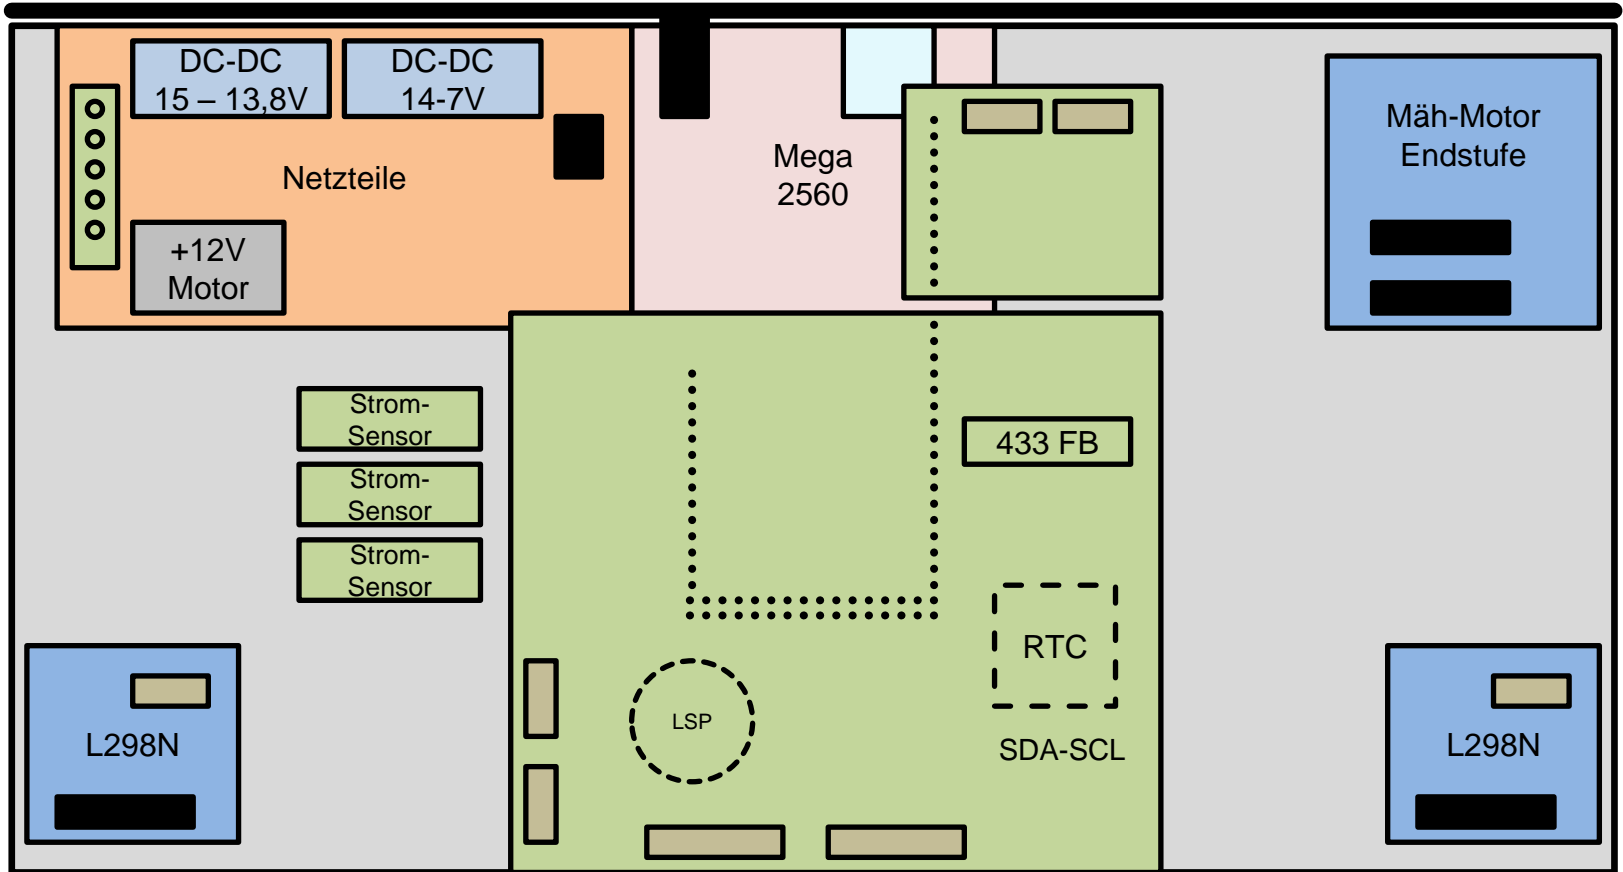 DC-DC
15 – 13,8V
DC-DC
14-7V
Netzteile
+12V
Motor
Mega
2560
Mäh-Motor
Endstufe
Strom-
Sensor
Strom-
Sensor
Strom-
Sensor
433 FB
RTC
SDA-SCL
LSP
L298N
L298N